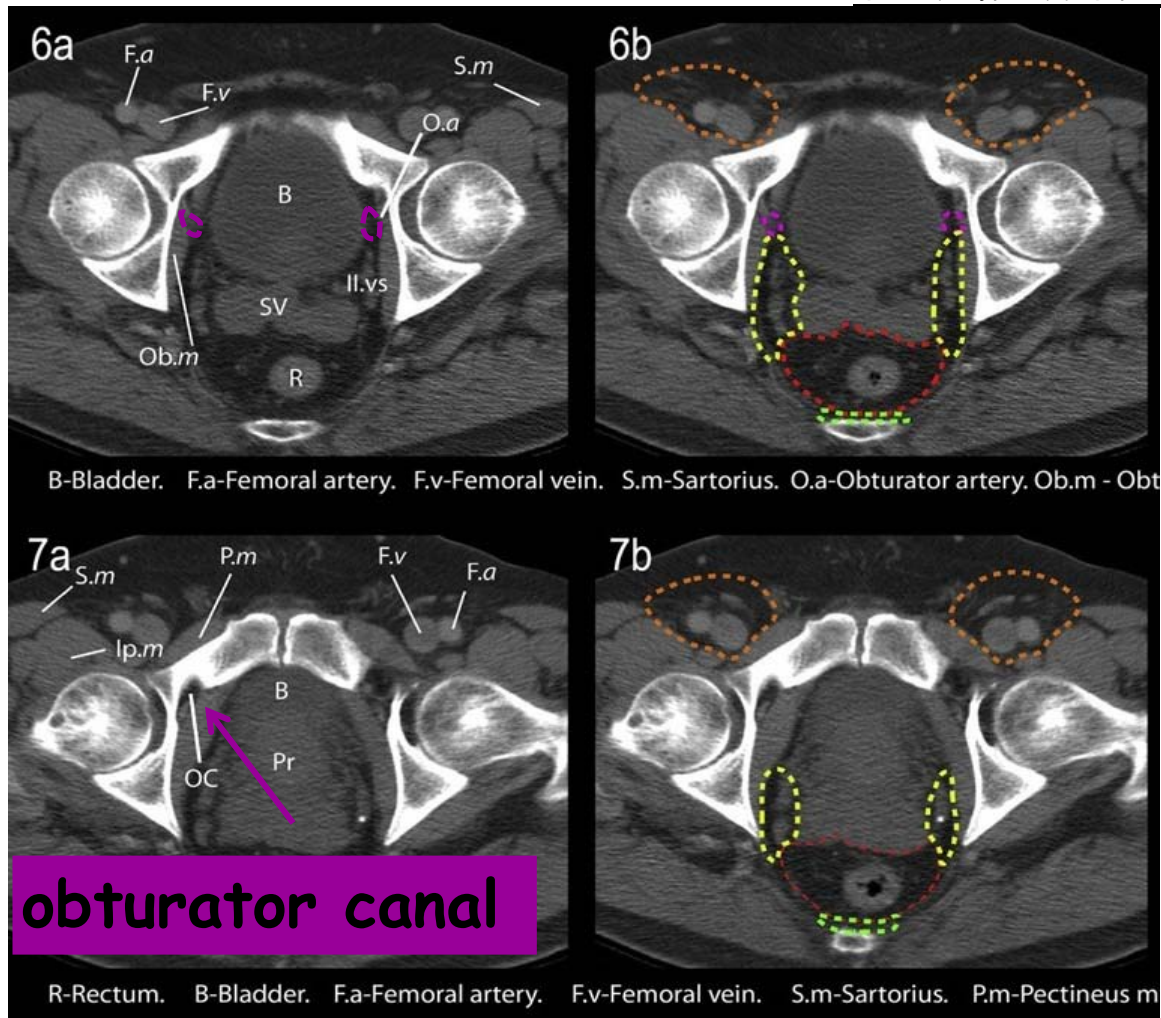 6a
F.a
F.v
S.m
O.a
B
Il.vs
SV
Ob.m
R
6b
B-Bladder. F.a-Femoral artery. F.v-Femoral vein. S.m-Sartorius. O.a-Obturator artery. Ob.m - Obt
7a
S.m
P.m
F.v
F.a
Ip.m
B
Pr
OC
obturator canal
7b
R-Rectum. B-Bladder. F.a-Femoral artery. F.v-Femoral vein. S.m-Sartorius. P.m-Pectineus m